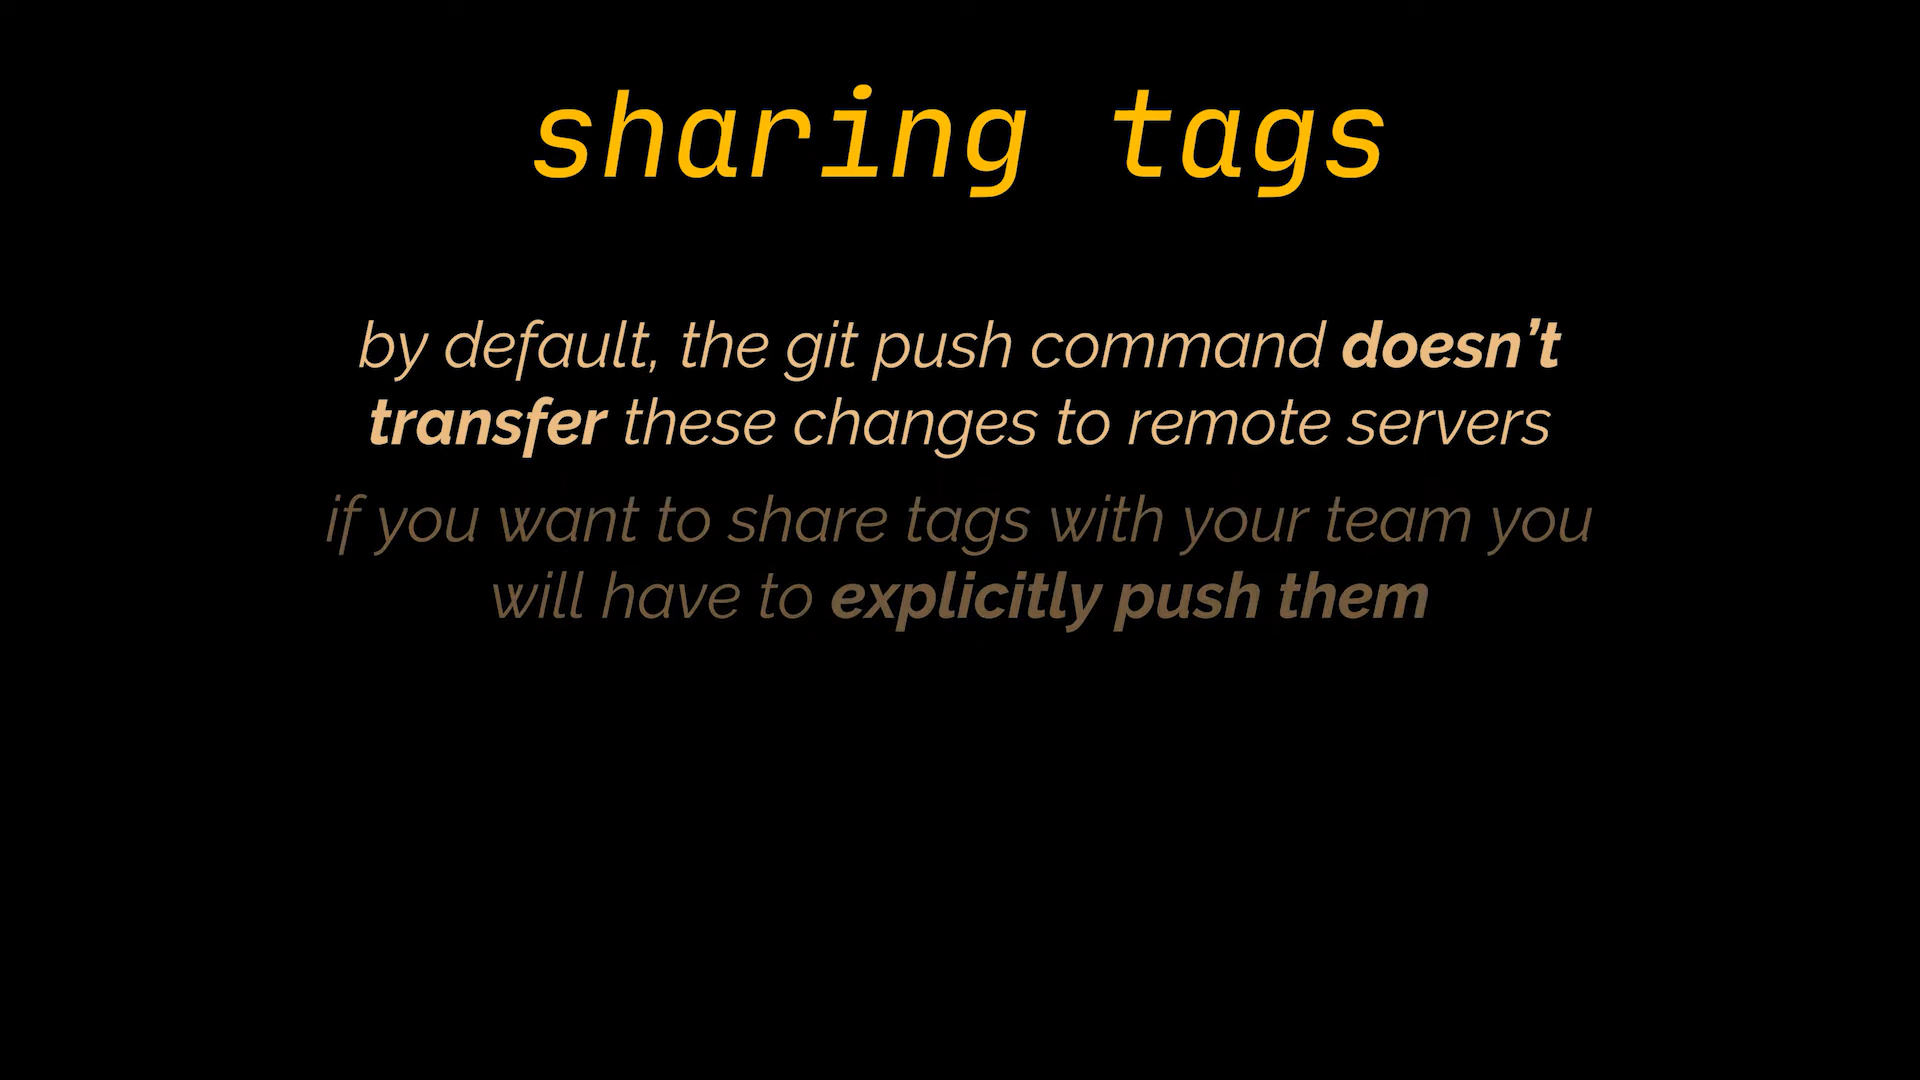 sharing tags
by default, the git push command doesn’t
transfer these changes to remote servers
if you want to share tags with your team you
will have to explicitly push them